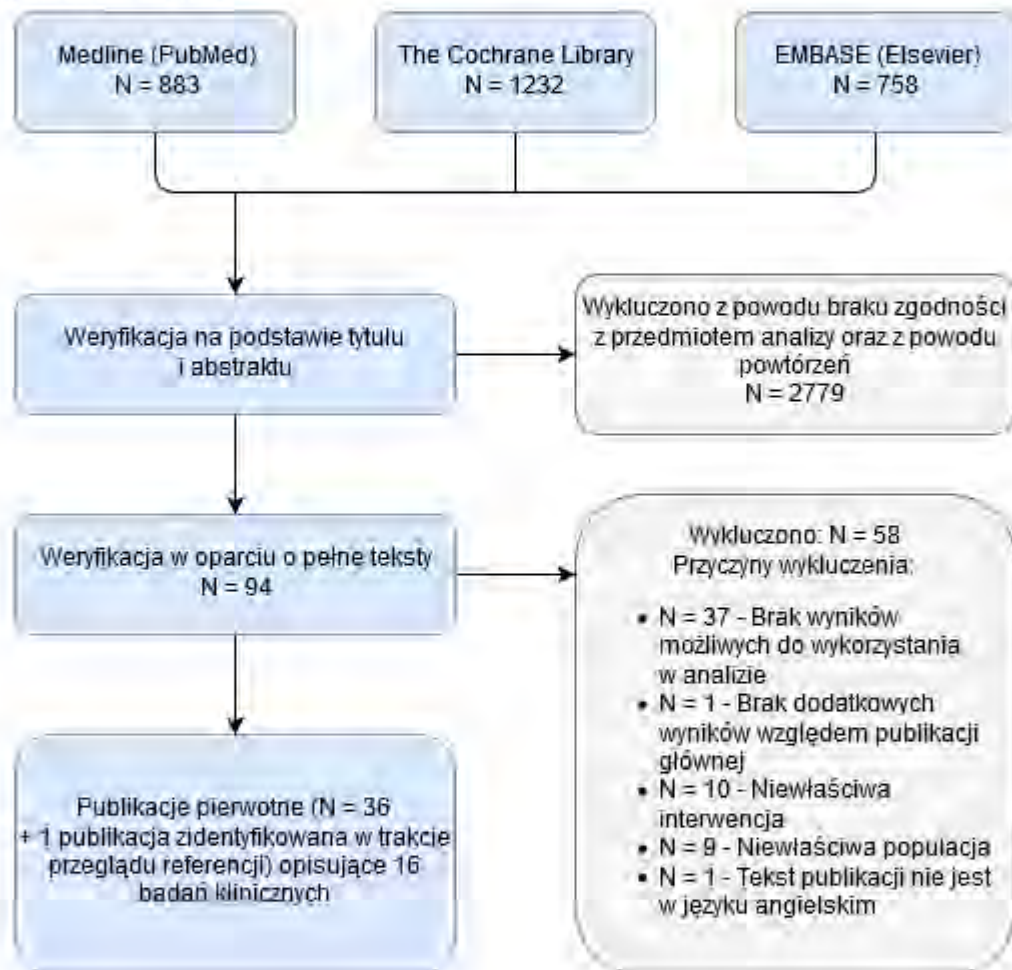 Medline (PubMed)
N = 883
The Cochrane Library
N = 1232
EMBASE (Elsevier)
N = 758
Weryfikacja na podstawie tytułu
i abstraktu
Wykluczono z powodu braku zgodności
z przedmiotem analizy oraz z powodu
powtórzeń
N = 2779
Weryfikacja w oparciu o pełne teksty
N = 94
Wykluczono: N = 58
Przyczyny wykluczenia:
• N = 37 - Brak wyników
możliwych do wykorzystania
w analizie
• N = 1 - Brak dodatkowych
wyników względem publikacji
głównej
• N = 10 - Niewłaściwa
interwencja
• N = 9 - Niewłaściwa populacja
• N = 1 - Tekst publikacji nie jest
w języku angielskim
Publikacje pierwotne (N = 36
+ 1 publikacja zidentyfikowana w trakcie
przeglądu referencji) opisujące 16
badań klinicznych